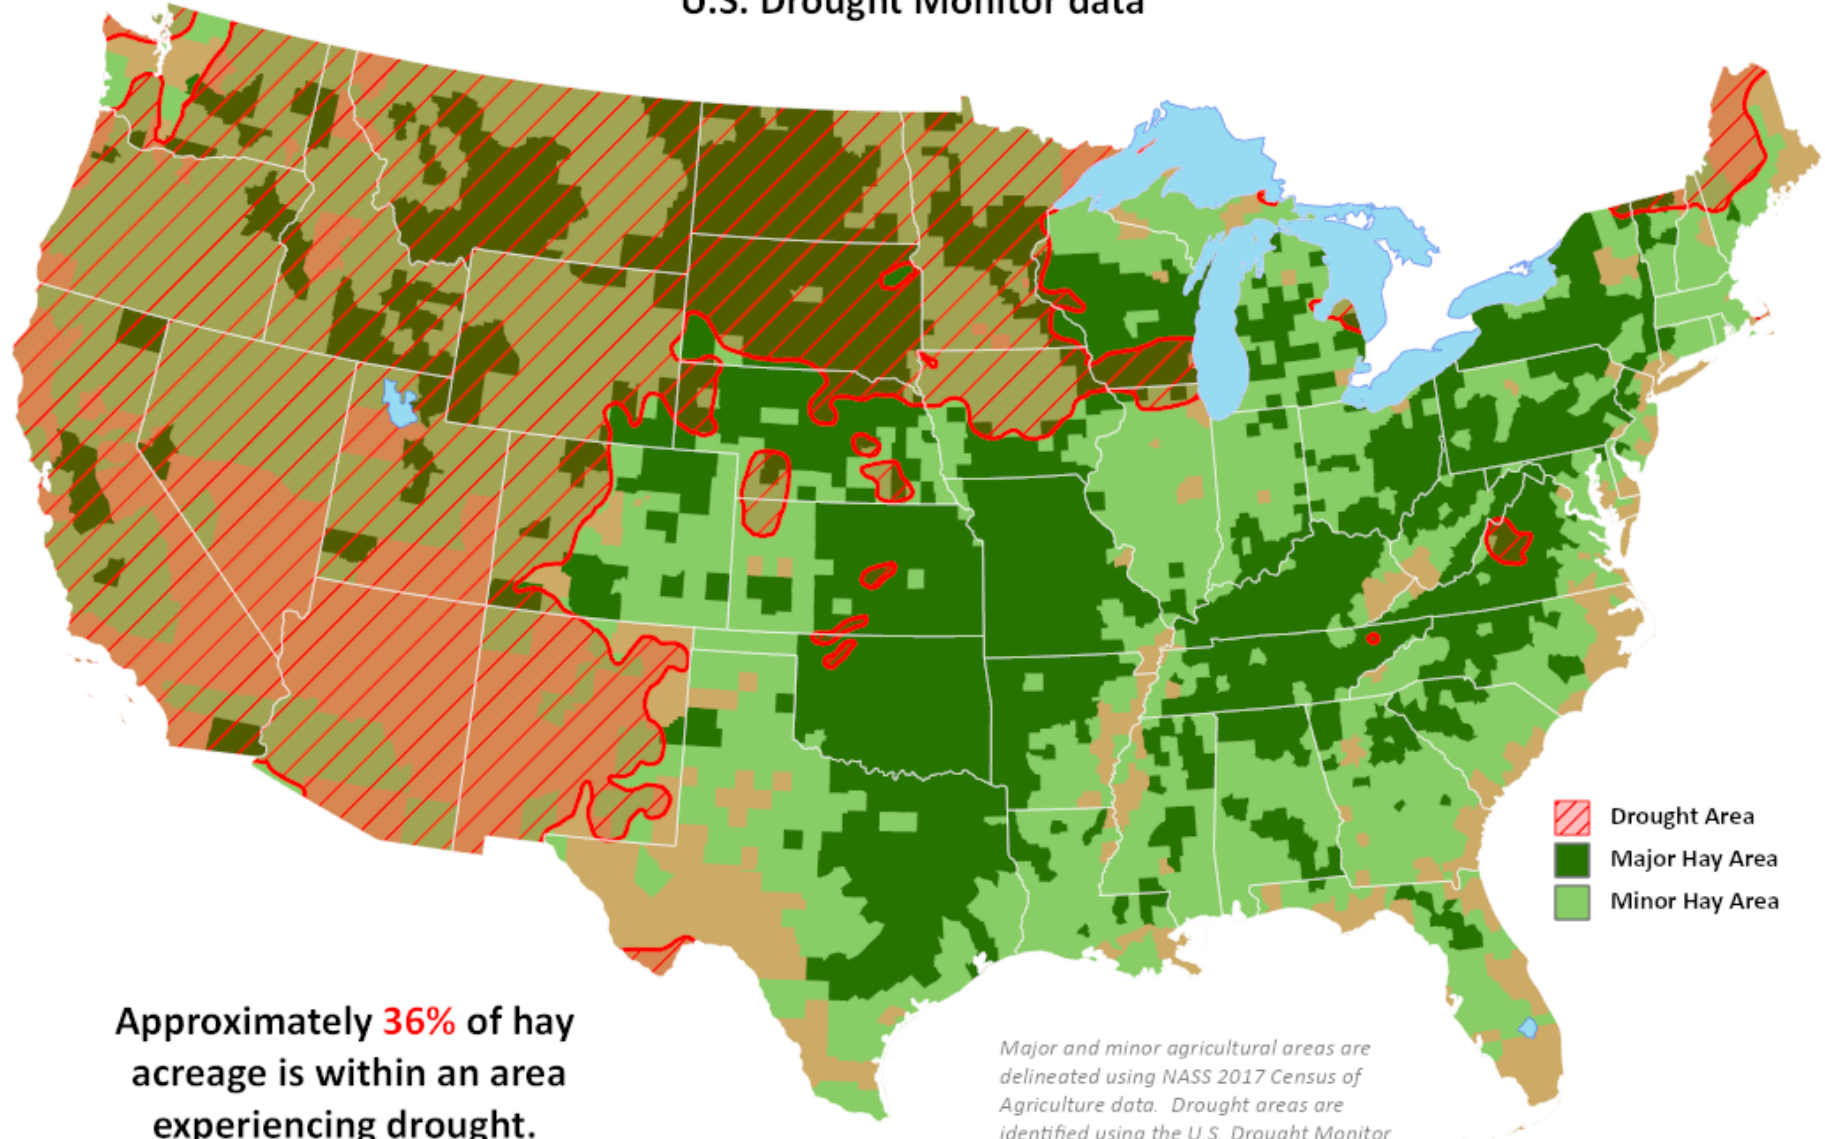 U.S. Drought Monitor data
Drought Area
Major Hay Area
Minor Hay Area
Approximately 36% of hay
acreage is within an area
experiencing drought.
Major and minor agricultural areas are
delineated using NASS 2017 Census of
Agriculture data. Drought areas are
identified using the U.S. Drought Monitor